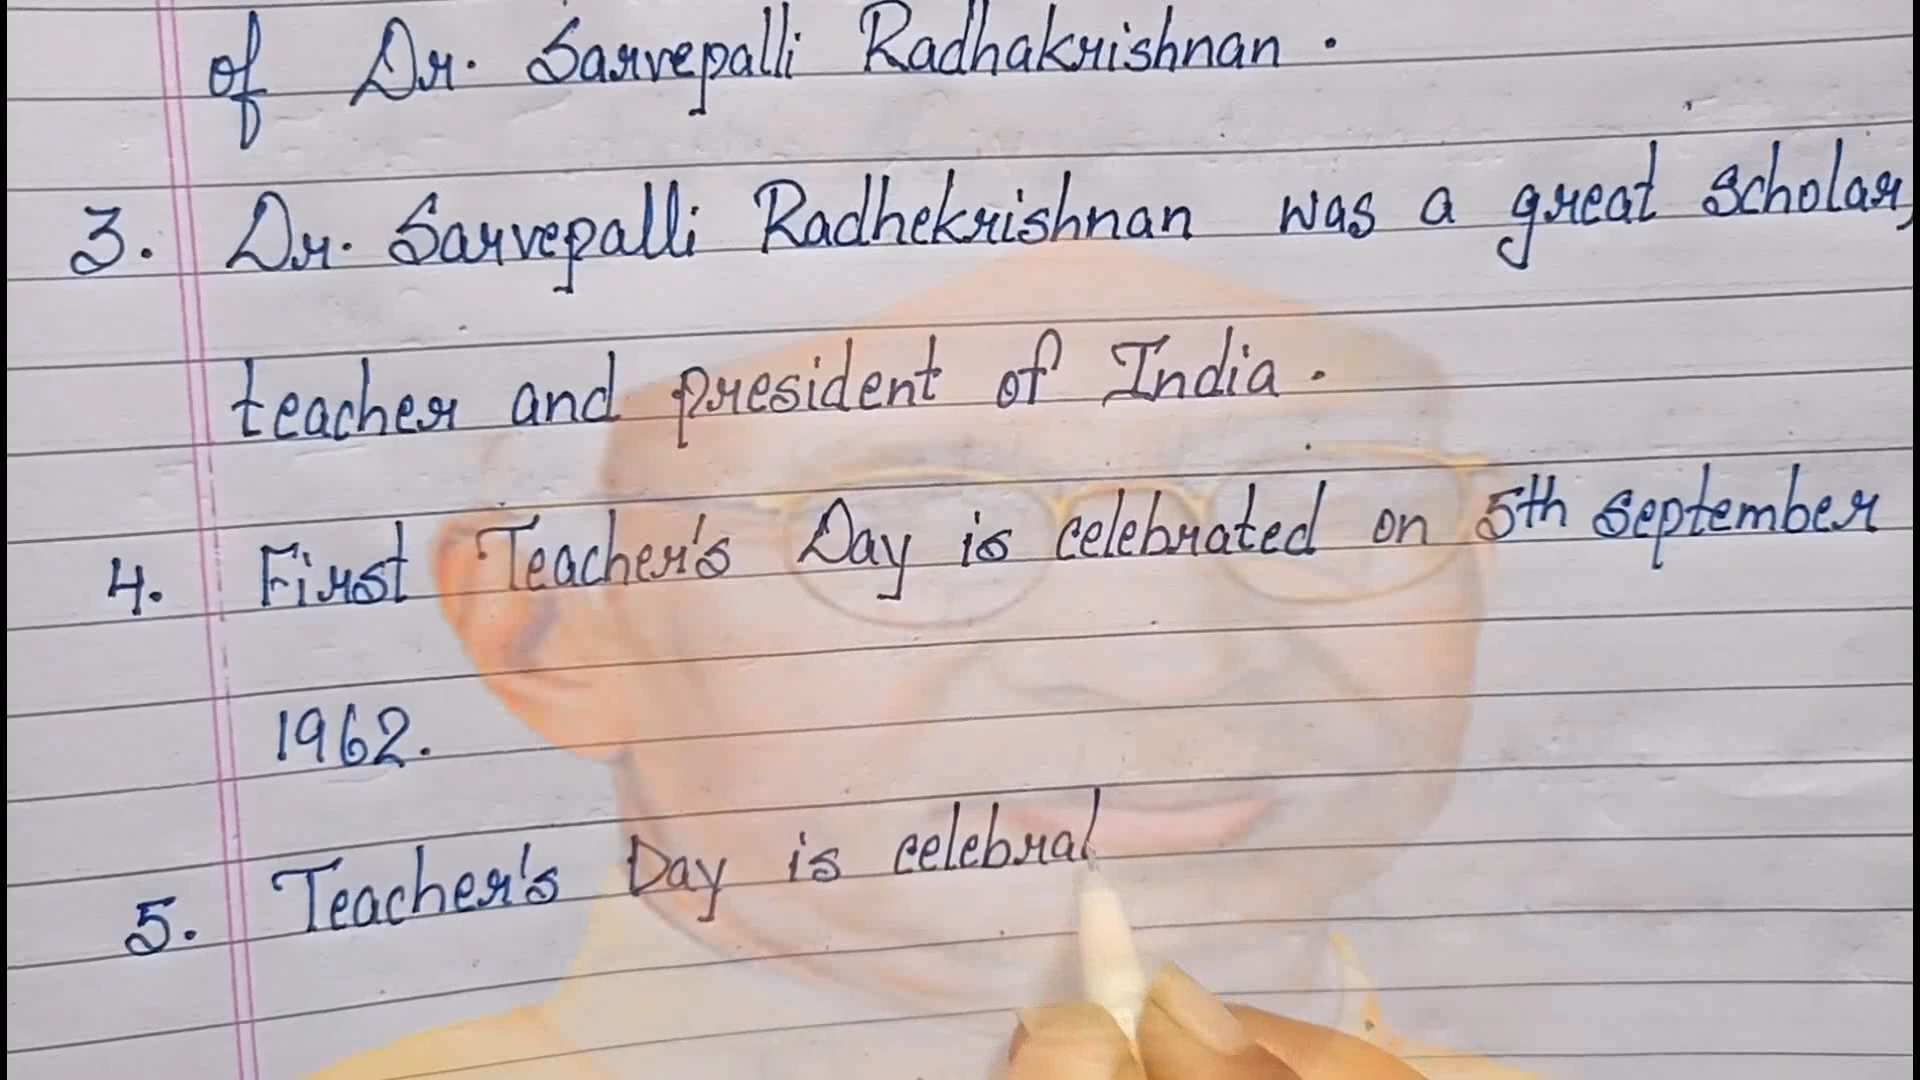 of Dr. Sarvepalli Radhakrishnan.
3. Dr. Sarvepalli Radhekrishnan was a great scholar,
teacher and president of India.
4. First Teacher's Day is celebrated on 5th september
1962.
5. Teacher's Day is celebrat